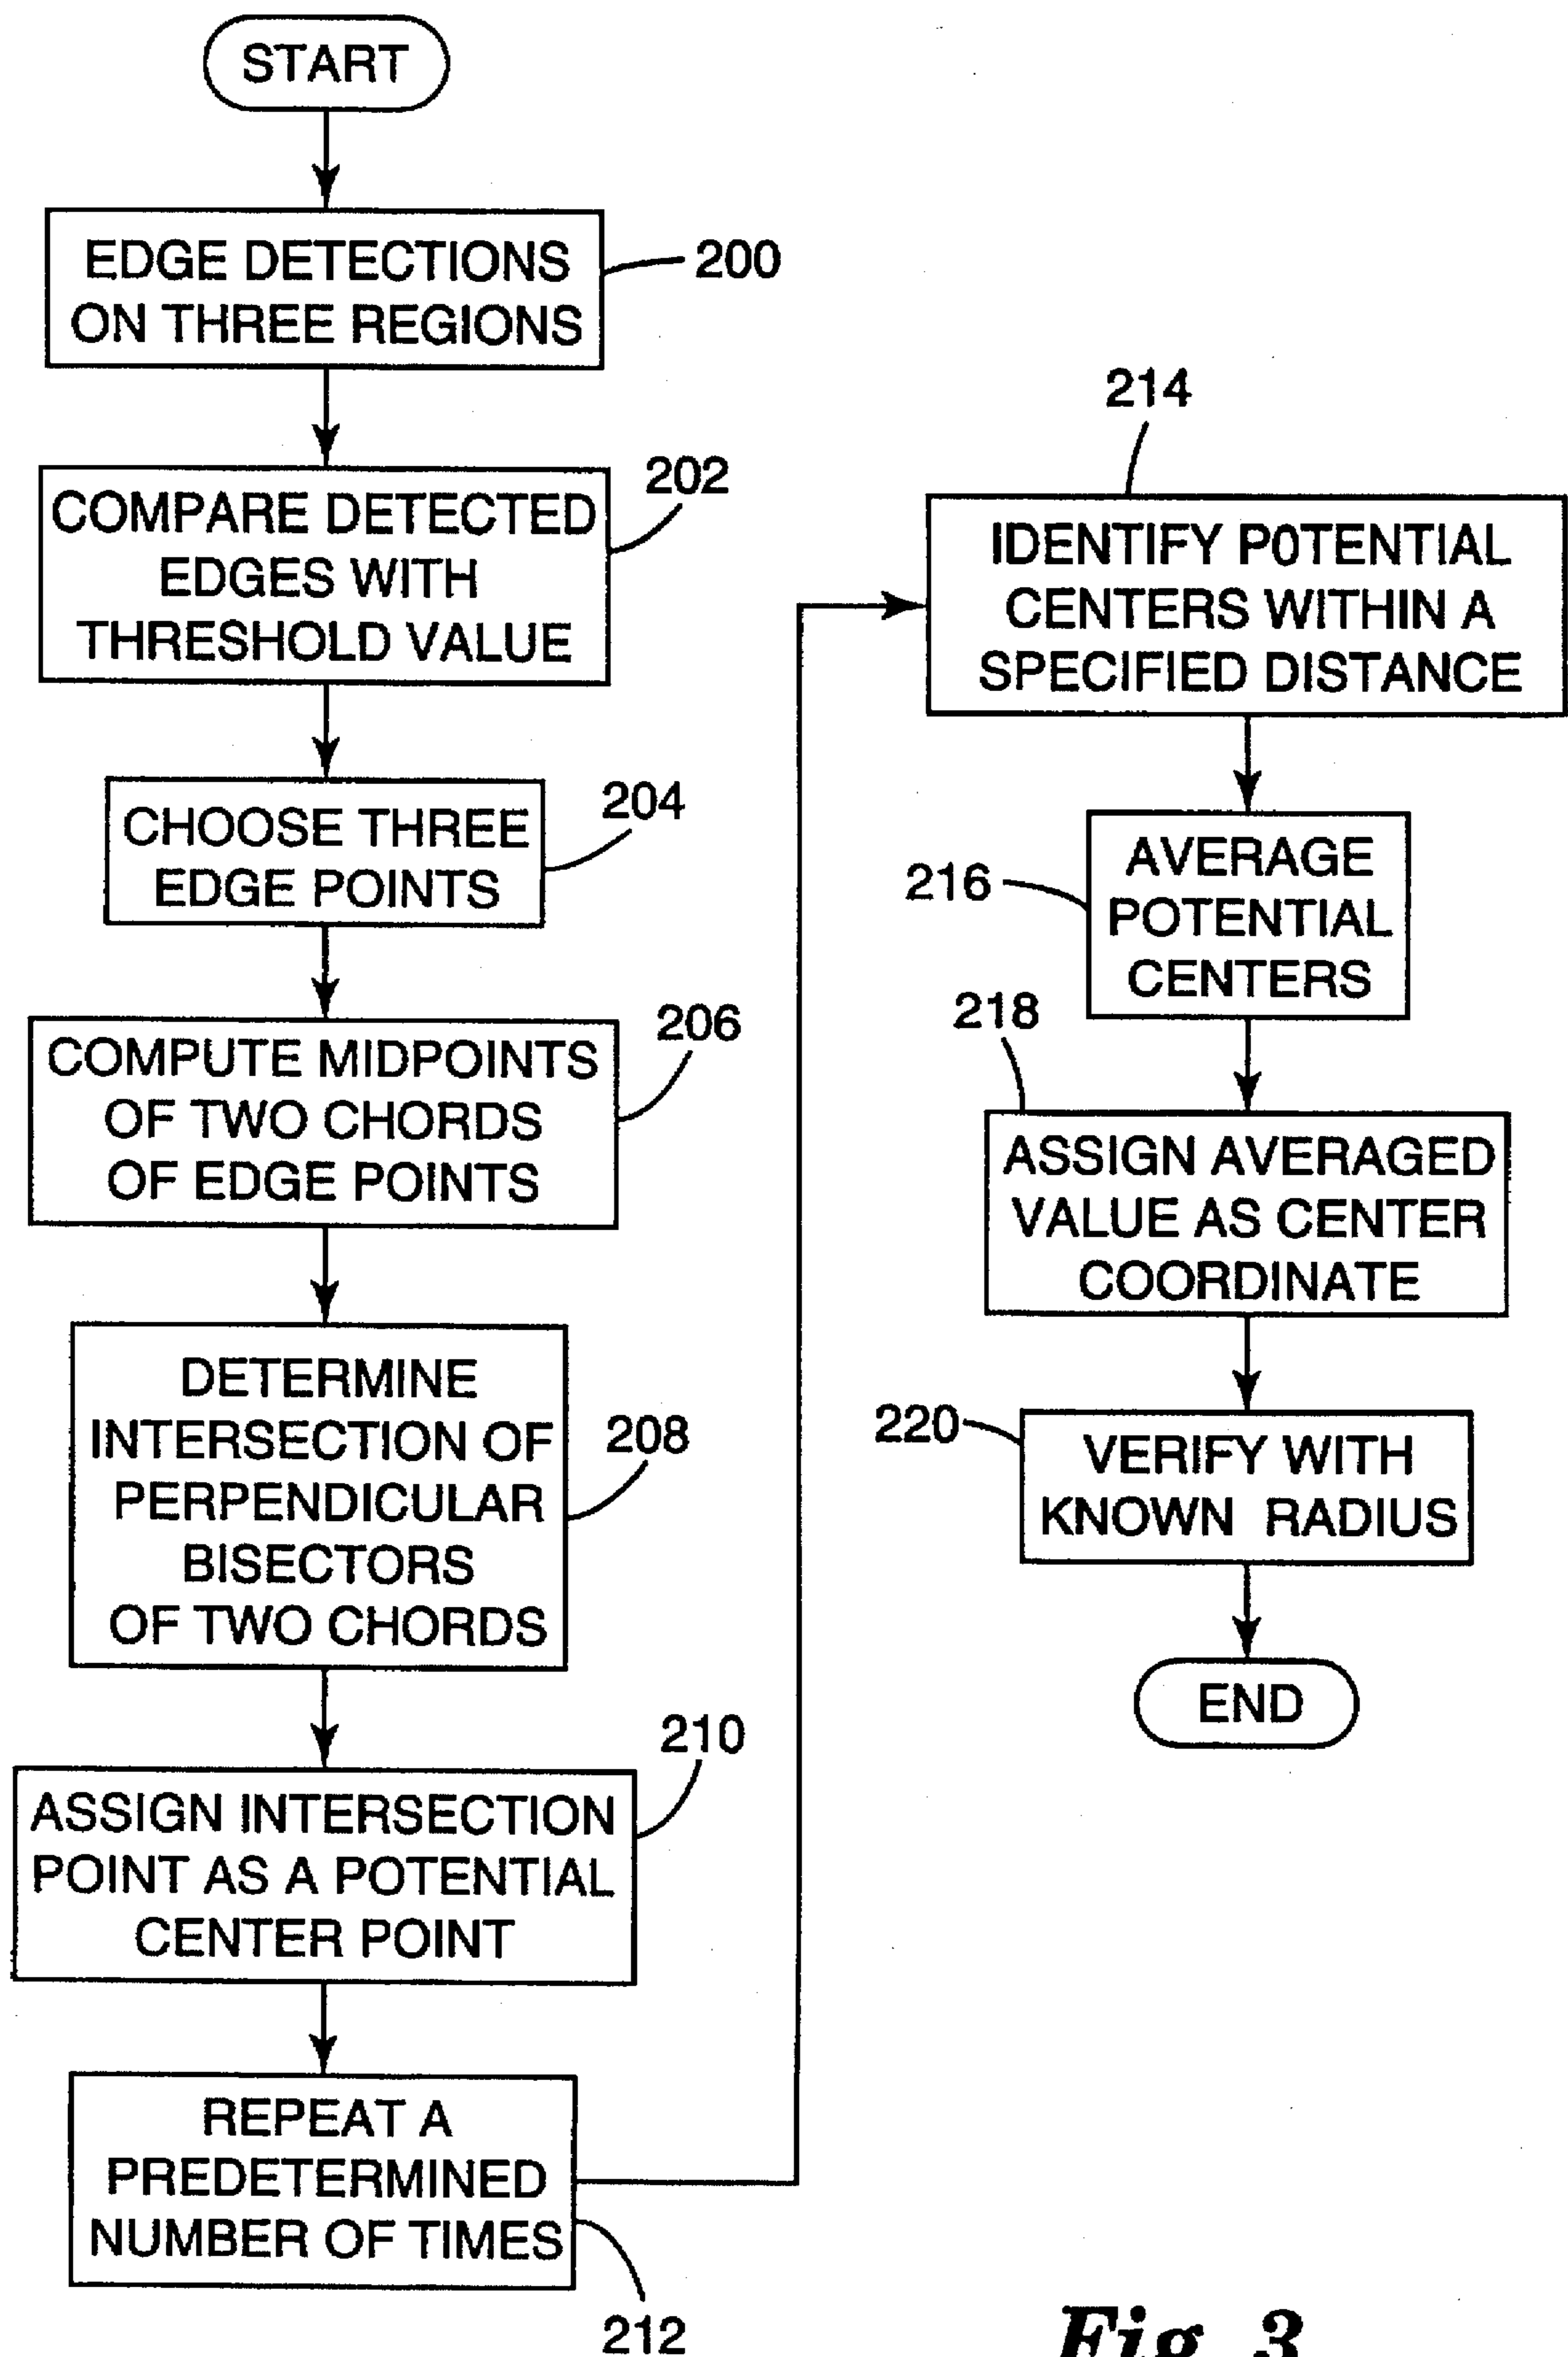 START
EDGE DETECTIONS
ON THREE REGIONS
200
COMPARE DETECTED
EDGES WITH
THRESHOLD VALUE
202
CHOOSE THREE
EDGE POINTS
204
COMPUTE MIDPOINTS
OF TWO CHORDS
OF EDGE POINTS
206
DETERMINE
INTERSECTION OF
PERPENDICULAR
BISECTORS
OF TWO CHORDS
208
ASSIGN INTERSECTION
POINT AS A POTENTIAL
CENTER POINT
210
REPEAT A
PREDETERMINED
NUMBER OF TIMES
212
214
IDENTIFY POTENTIAL
CENTERS WITHIN A
SPECIFIED DISTANCE
216
AVERAGE
POTENTIAL
CENTERS
218
ASSIGN AVERAGED
VALUE AS CENTER
COORDINATE
220
VERIFY WITH
KNOWN RADIUS
END
Fig. 3